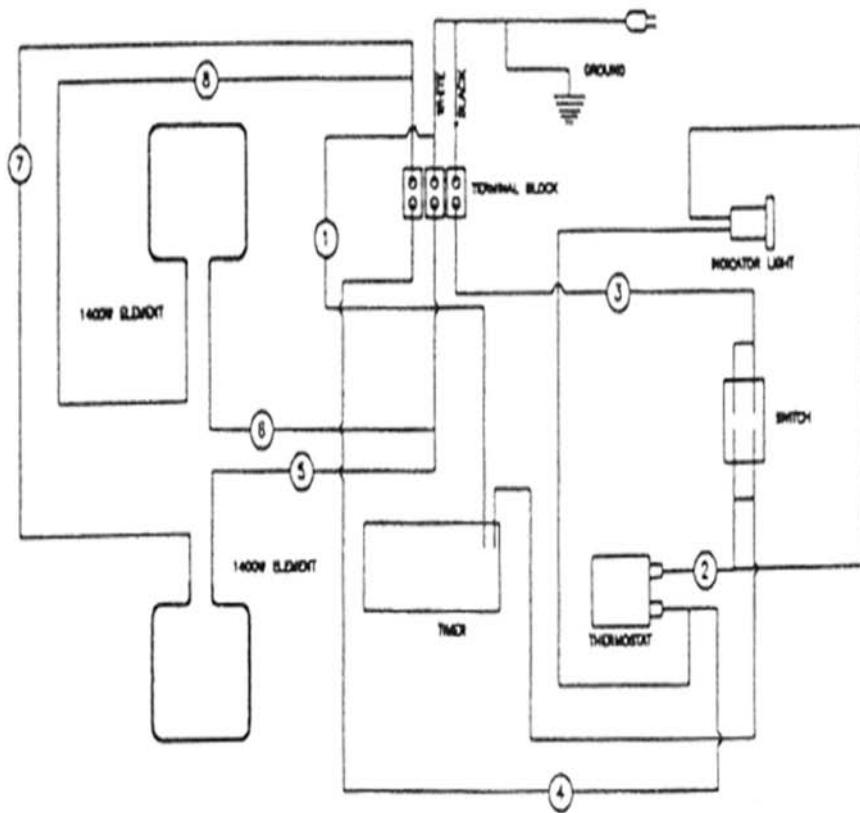 8
WHITE
BLACK
GROUND
7
TERMINAL BLOCK
1
INDICATOR LIGHT
3
1400W ELEMENT
SWITCH
6
5
1400W ELEMENT
2
TIMER
THERMOSTAT
4